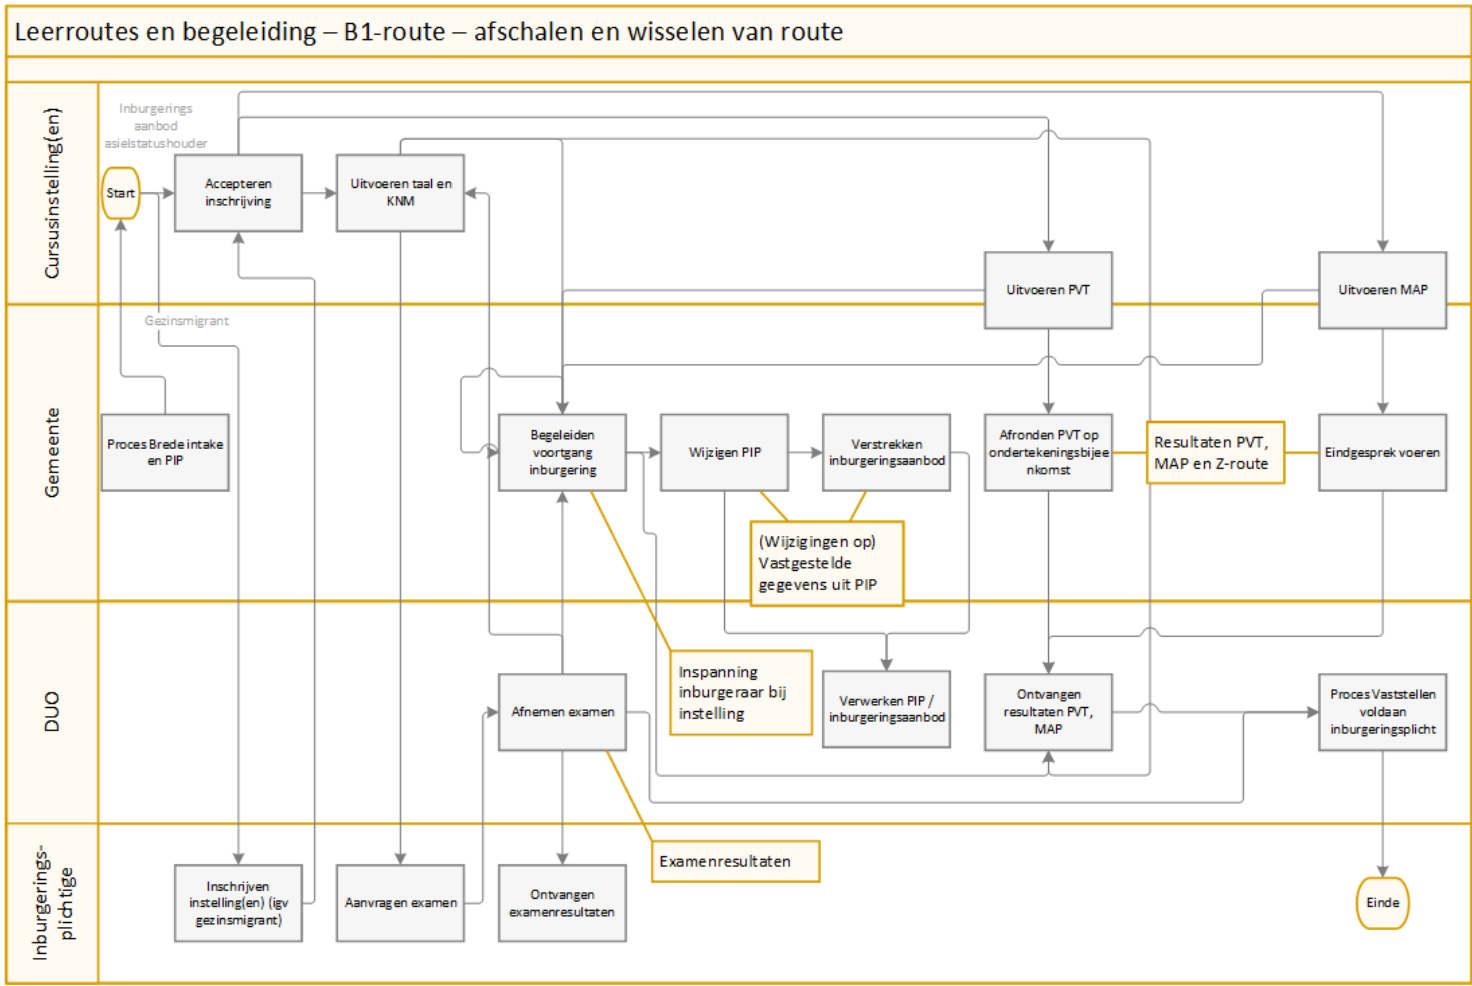 Leerroutes en begeleiding – B1-route – afschalen en wisselen van route
Cursusinstelling(en)
Inburgerings
aanbod
asielstatushouder
Start
Accepteren
inschrijving
Uitvoeren taal en
KNM
Uitvoeren PVT
Uitvoeren MAP
Gemeente
Gezinsmigrant
Proces Brede intake
en PIP
Begeleiden
voortgang
inburgering
Wijzigen PIP
Verstrekken
inburgeringsaanbod
Afronden PVT op
ondertekeningsbijee
nkomst
Resultaten PVT,
MAP en Z-route
Eindgesprek voeren
(Wijzigingen op)
Vastgestelde
gegevens uit PIP
DUO
Afnemen examen
Inspanning
inburgeraar bij
instelling
Verwerken PIP /
inburgeringsaanbod
Ontvangen
resultaten PVT,
MAP
Proces Vaststellen
voldaan
inburgeringsplicht
Inburgerings-
plichtige
Inschrijven
instelling(en) (igv
gezinsmigrant)
Aanvragen examen
Ontvangen
examenresultaten
Examenresultaten
Einde